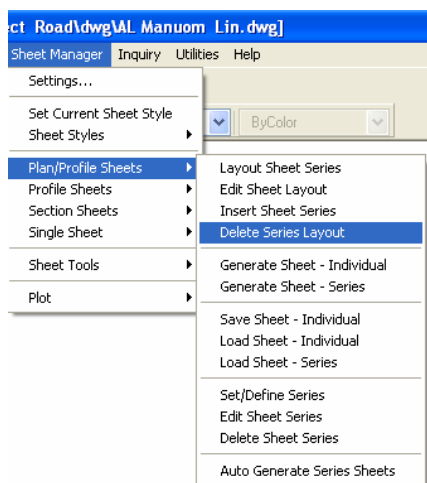 ct Road\dwg\AL Manuom Lin.dwg]
Sheet Manager Inquiry Utilities Help
Settings...
Set Current Sheet Style
Sheet Styles
ByColor
Plan/Profile Sheets
Profile Sheets
Section Sheets
Single Sheet
Sheet Tools
Plot
Layout Sheet Series
Edit Sheet Layout
Insert Sheet Series
Delete Series Layout
Generate Sheet - Individual
Generate Sheet - Series
Save Sheet - Individual
Load Sheet - Individual
Load Sheet - Series
Set/Define Series
Edit Sheet Series
Delete Sheet Series
Auto Generate Series Sheets